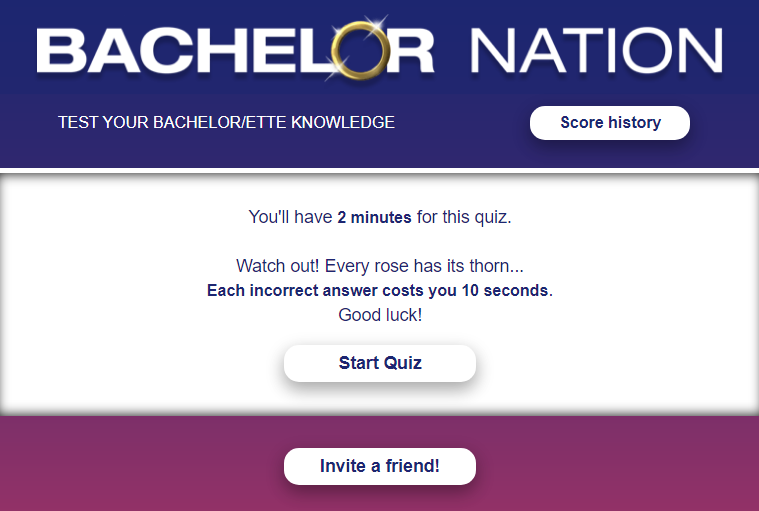 BACHELOR NATION
TEST YOUR BACHELOR/ETTE KNOWLEDGE
Score history
You'll have 2 minutes for this quiz.
Watch out! Every rose has its thorn...
Each incorrect answer costs you 10 seconds.
Good luck!
Start Quiz
Invite a friend!